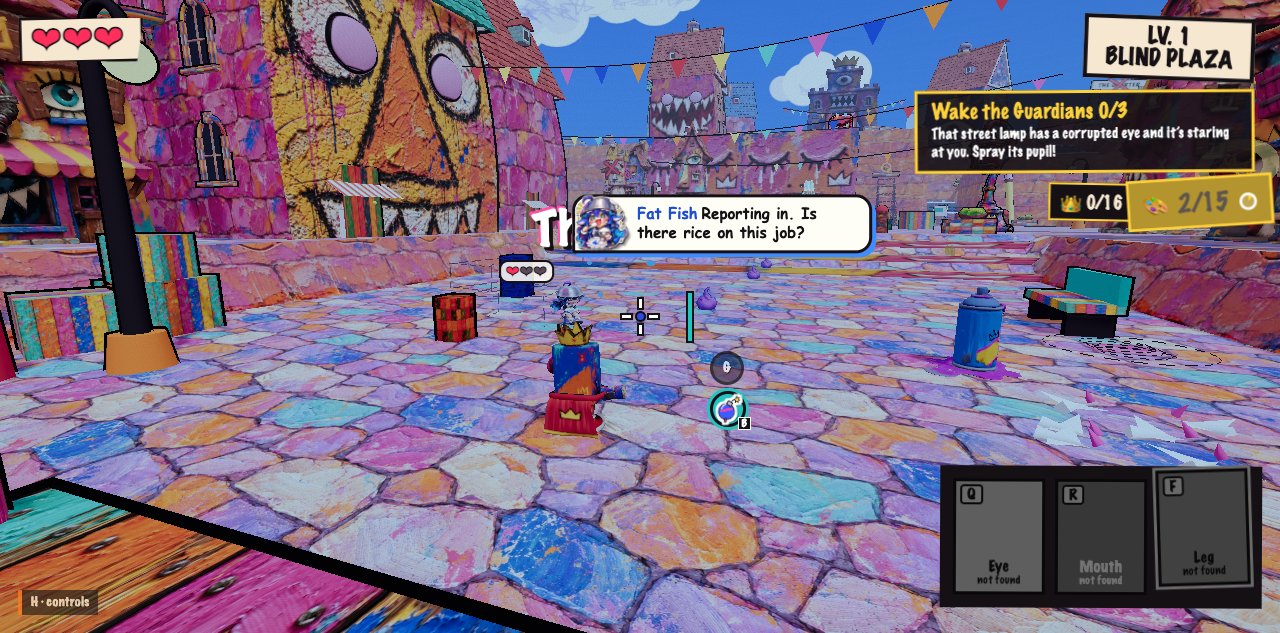 LV. 1
BLIND PLAZA
Wake the Guardians 0/3
That street lamp has a corrupted eye and it's staring
at you. Spray its pupil!
0/16
2/15
Th
Fat Fish Reporting in. Is
there rice on this job?
G
B
Q
Eye
not found
R
Mouth
not found
F
Leg
not found
H · controls